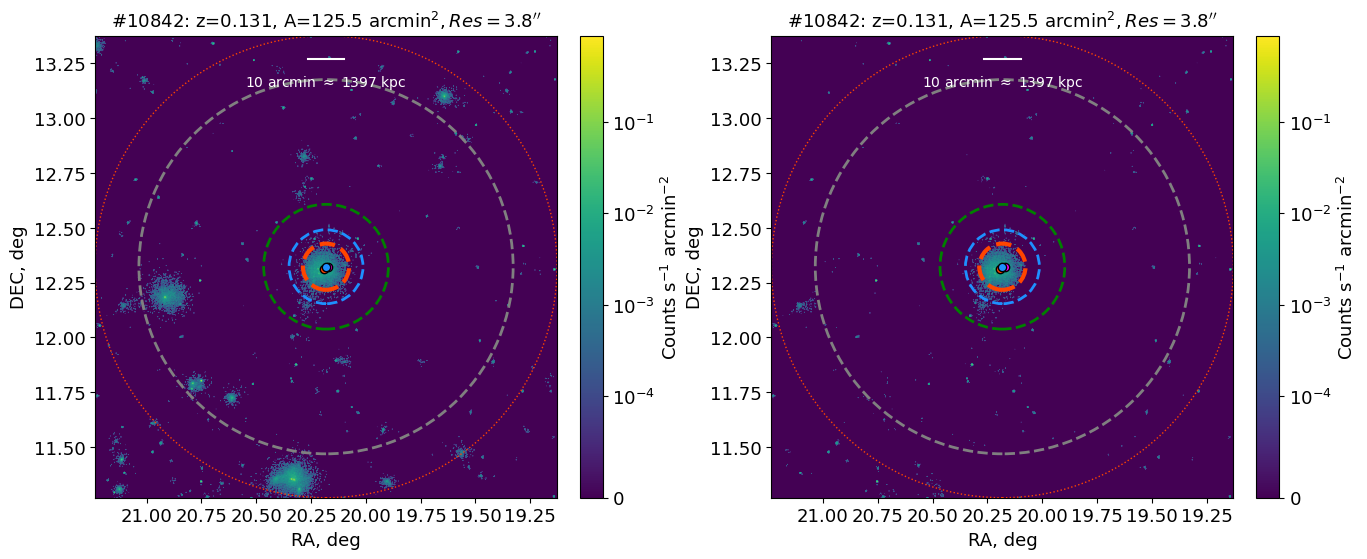 #10842: z=0.131, A=125.5 arcmin², Res = 3.8′′
10 arcmin ≈ 1397 kpc
13.25
13.00
12.75
12.50
12.25
12.00
11.75
11.50
DEC, deg
21.00 20.75 20.50 20.25 20.00 19.75 19.50 19.25
RA, deg
10⁻¹
10⁻²
10⁻³
10⁻⁴
0
Counts s⁻¹ arcmin⁻²
#10842: z=0.131, A=125.5 arcmin², Res = 3.8′′
10 arcmin ≈ 1397 kpc
13.25
13.00
12.75
12.50
12.25
12.00
11.75
11.50
DEC, deg
21.00 20.75 20.50 20.25 20.00 19.75 19.50 19.25
RA, deg
10⁻¹
10⁻²
10⁻³
10⁻⁴
0
Counts s⁻¹ arcmin⁻²